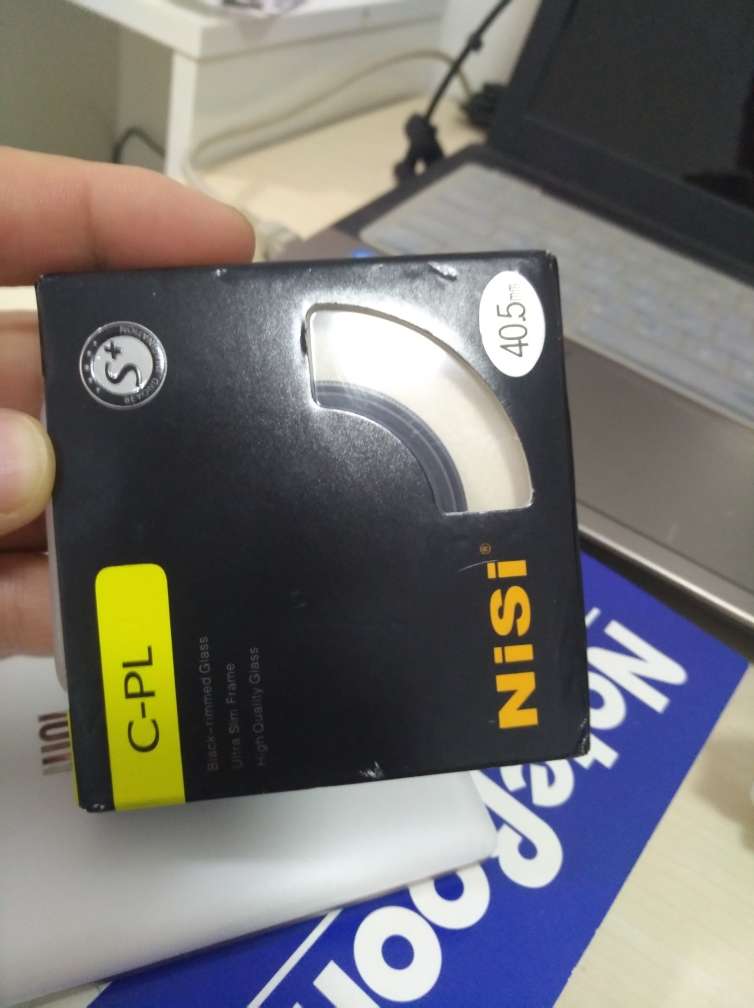 NiSi®
40.5mm
Black-rimmed Glass
Ultra Slim Frame
High Quality Glass
C-PL
S+
NoteBook